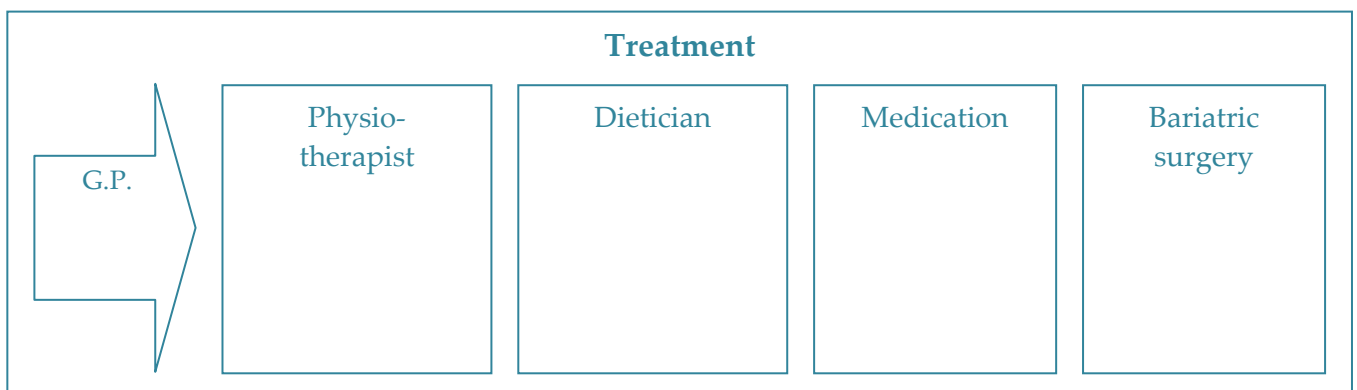 Treatment
G.P.
Physio-
therapist
Dietician
Medication
Bariatric
surgery